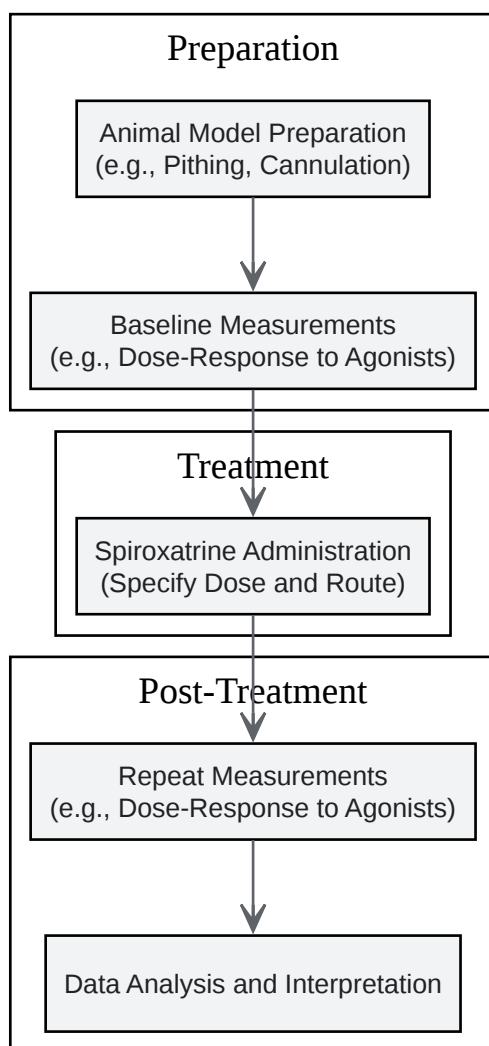 Preparation
Animal Model Preparation
(e.g., Pithing, Cannulation)
Baseline Measurements
(e.g., Dose-Response to Agonists)
Treatment
Spiroxatrine Administration
(Specify Dose and Route)
Post-Treatment
Repeat Measurements
(e.g., Dose-Response to Agonists)
Data Analysis and Interpretation